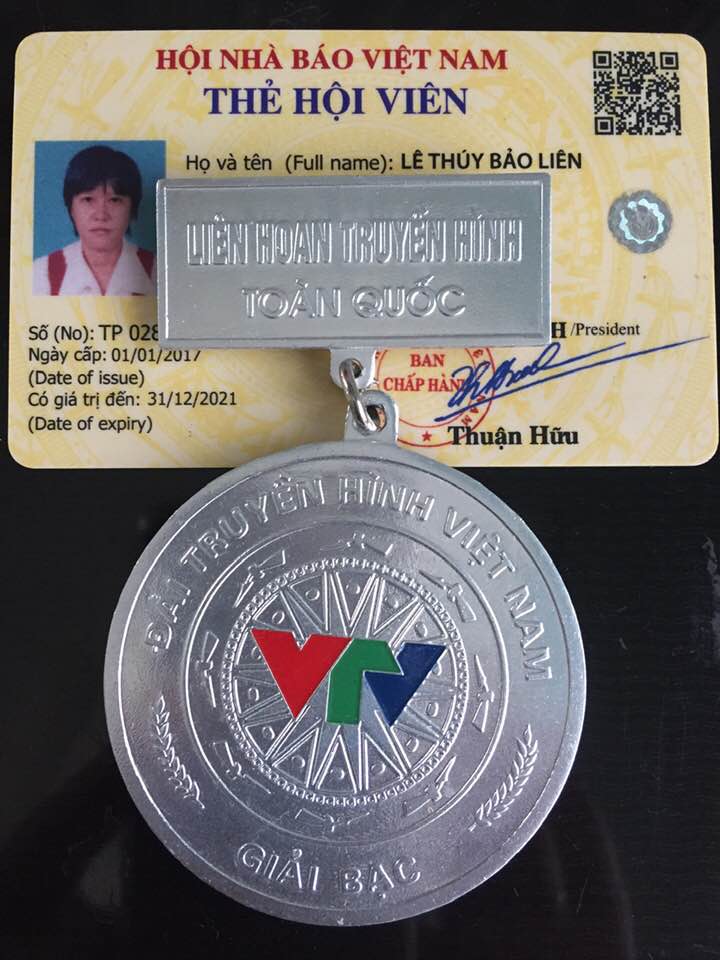 HỘI NHÀ BÁO VIỆT NAM
THẺ HỘI VIÊN
Họ và tên (Full name): LÊ THÚY BẢO LIÊN
LIÊN HOAN TRUYỀN HÌNH
TOÀN QUỐC
Số (No): TP 028
Ngày cấp: 01/01/2017
(Date of issue)
Có giá trị đến: 31/12/2021
(Date of expiry)
H /President
BAN
CHẤP HÀNH
Thuận Hữu
ĐÀI TRUYỀN HÌNH VIỆT NAM
VTV
GIẢI BẠC